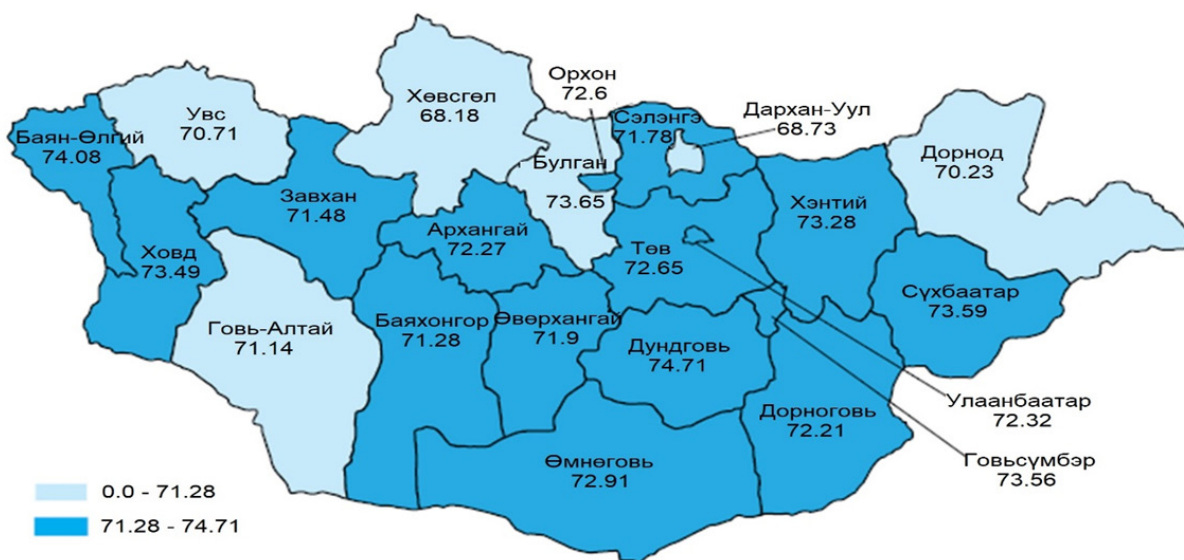 Орхон
72.6
Хөвсгөл
68.18
Увс
70.71
Сэлэнгэ
71.78
Дархан-Уул
68.73
Баян-Өлгий
74.08
Булган
73.65
Дорнод
70.23
Завхан
71.48
Хэнтий
73.28
Архангай
72.27
Ховд
73.49
Төв
72.65
Сүхбаатар
73.59
Говь-Алтай
71.14
Баяхонгор
71.28
Өвөрхангай
71.9
Дундговь
74.71
Улаанбаатар
72.32
Дорноговь
72.21
Говьсүмбэр
73.56
Өмнөговь
72.91
0.0 - 71.28
71.28 - 74.71